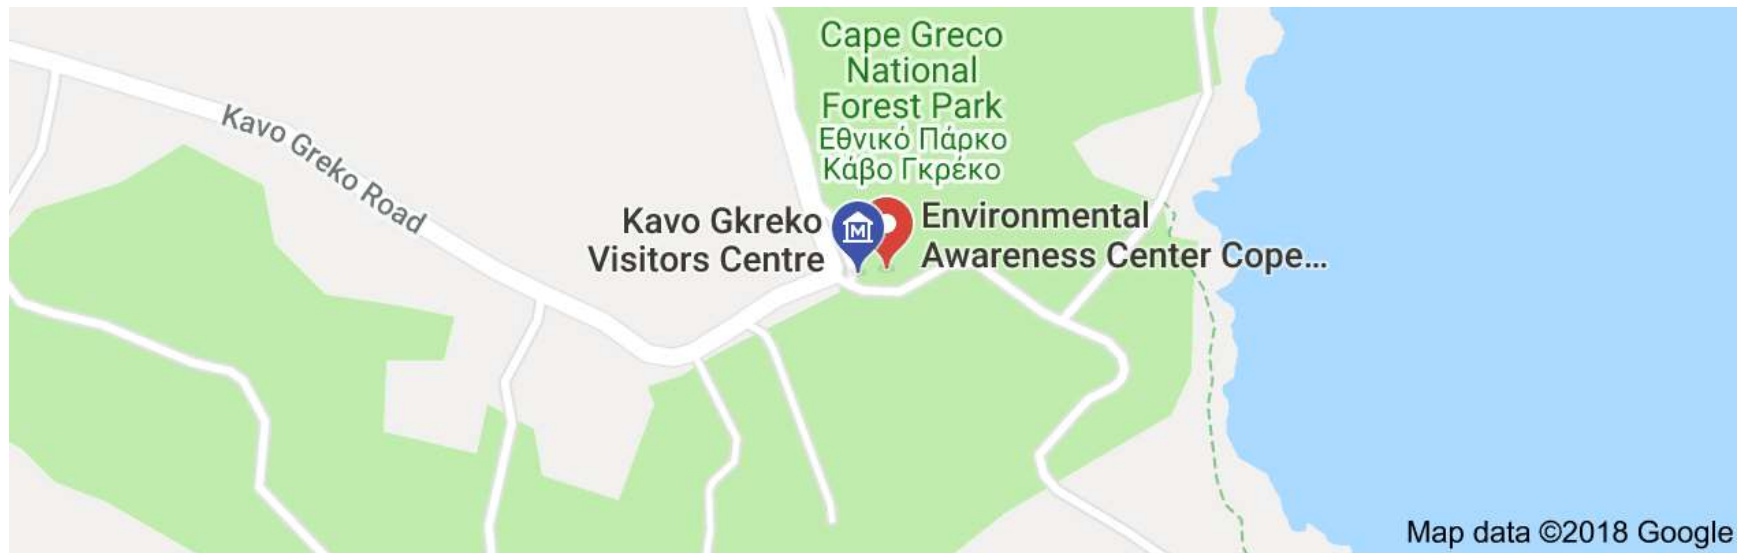 Cape Greco
National
Forest Park
Εθνικό Πάρκο
Κάβο Γκρέκο
Kavo Greko Road
Kavo Gkreko
Visitors Centre
M
Environmental
Awareness Center Cope...
Map data ©2018 Google